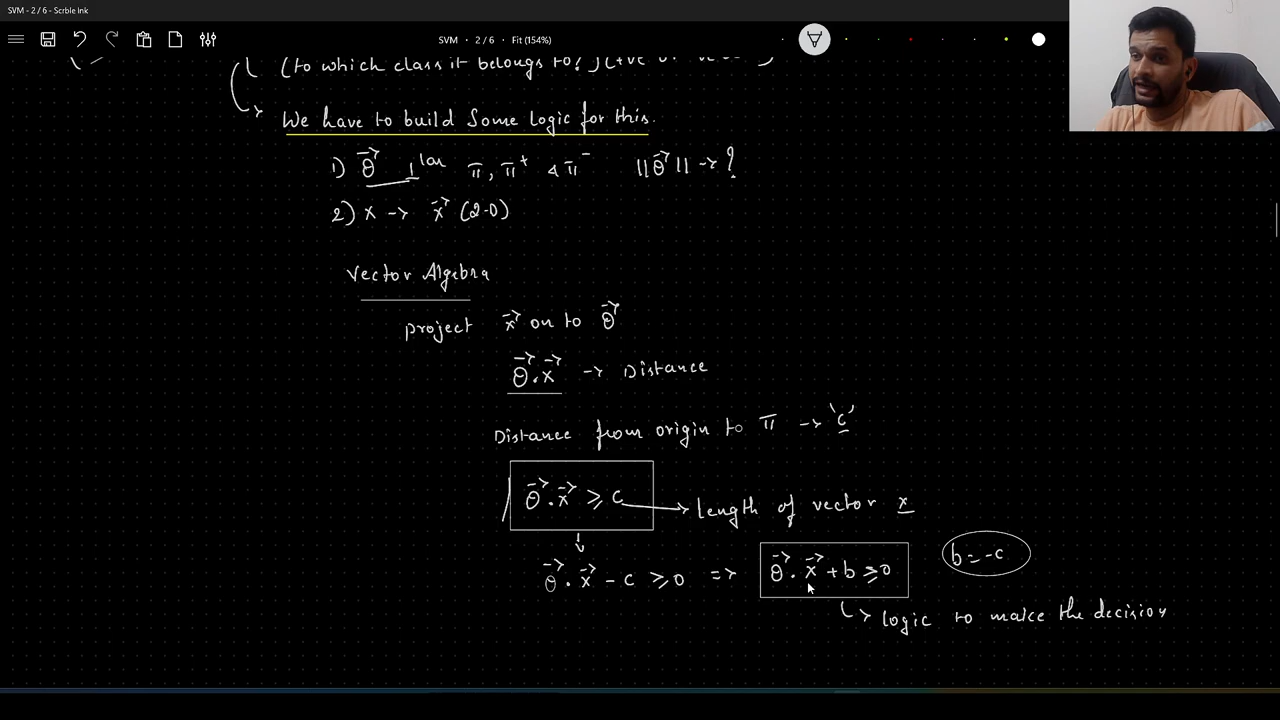 SVM - 2 / 6 - Scrble Ink
SVM • 2 / 6 • Fit (154%)
(to which class it belongs to?)
We have to build Some logic for this.
1) θ⃗ ⊥lar π, π⁺ & π⁻ ||θ⃗|| -> ?
2) x -> x⃗ (2-D)
Vector Algebra
project x⃗ on to θ⃗
θ⃗.x⃗ -> Distance
Distance from origin to π -> 'c'
θ⃗.x⃗ ≥ c -> length of vector x
θ⃗.x⃗ - c ≥ 0 => θ⃗.x⃗ + b ≥ 0 b = -c
logic to make the decision